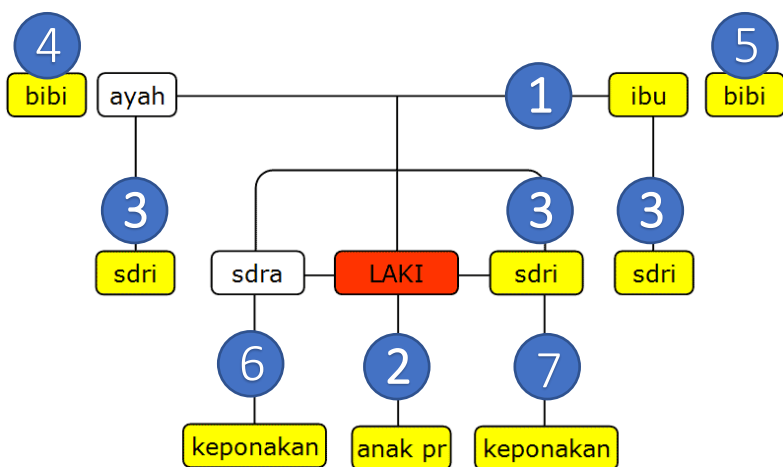 4
5
bibi
ayah
1
ibu
bibi
3
3
3
sdri
sdra
LAKI
sdri
sdri
6
2
7
keponakan
anak pr
keponakan